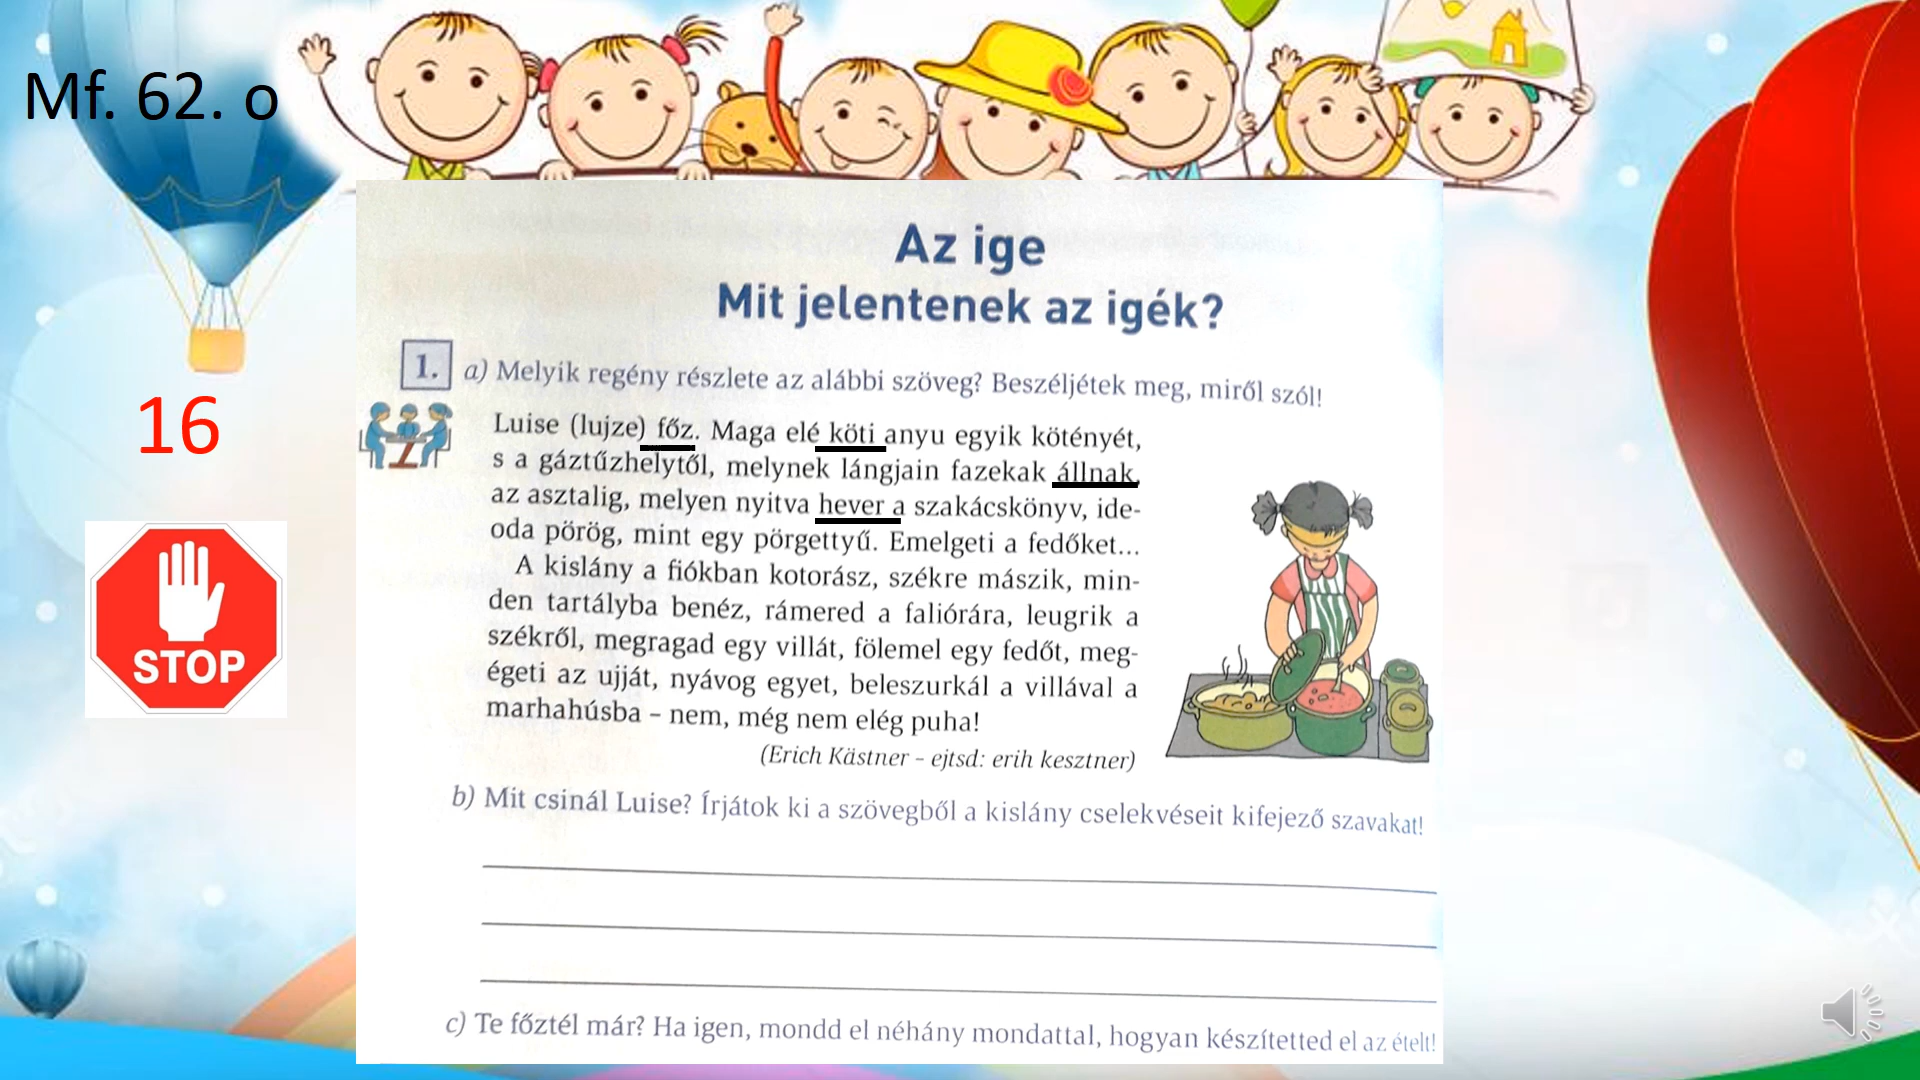 Mf. 62. o
16
STOP
Az ige
Mit jelentenek az igék?
1. a) Melyik regény részlete az alábbi szöveg? Beszéljétek meg, miről szól!
Luise (lujze) főz. Maga elé köti anyu egyik kötényét,
s a gáztűzhelytől, melynek lángjain fazekak állnak,
az asztalig, melyen nyitva hever a szakácskönyv, ide-
oda pörög, mint egy pörgettyű. Emelgeti a fedőket...
A kislány a fiókban kotorász, székre mászik, min-
den tartályba benéz, rámered a faliórára, leugrik a
székről, megragad egy villát, fölemel egy fedőt, meg-
égeti az ujját, nyávog egyet, beleszurkál a villával a
marhahúsba – nem, még nem elég puha!
(Erich Kästner – ejtsd: erih kesztner)
b) Mit csinál Luise? Írjátok ki a szövegből a kislány cselekvéseit kifejező szavakat!
c) Te főztél már? Ha igen, mondd el néhány mondattal, hogyan készítetted el az ételt!